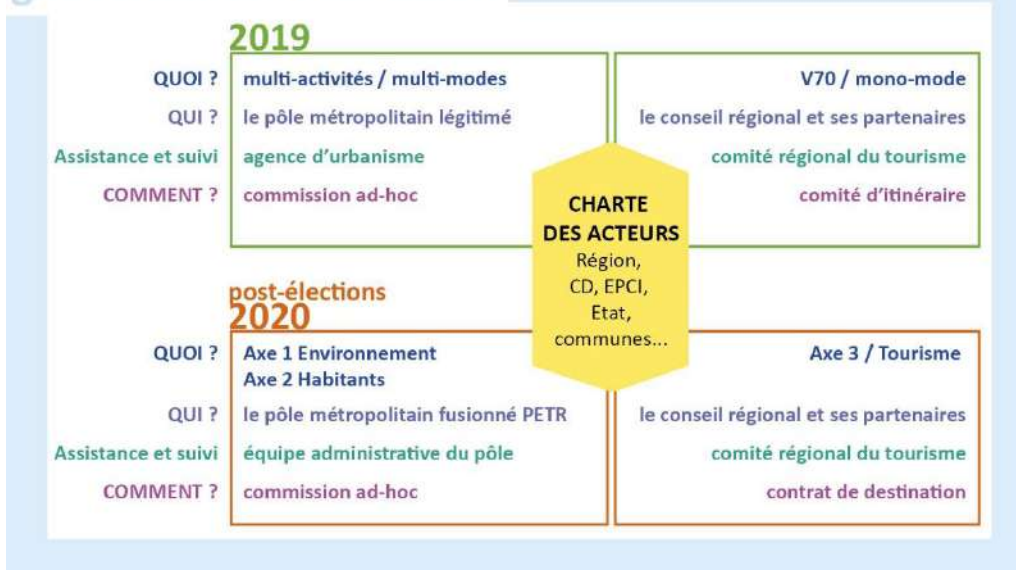 2019
QUOI ? multi-activités / multi-modes V70 / mono-mode
QUI ? le pôle métropolitain légitimé le conseil régional et ses partenaires
Assistance et suivi agence d'urbanisme comité régional du tourisme
COMMENT ? commission ad-hoc comité d'itinéraire
CHARTE
DES ACTEURS
Région,
CD, EPCI,
Etat,
communes...
post-élections
2020
QUOI ? Axe 1 Environnement Axe 3 / Tourisme
Axe 2 Habitants
QUI ? le pôle métropolitain fusionné PETR le conseil régional et ses partenaires
Assistance et suivi équipe administrative du pôle comité régional du tourisme
COMMENT ? commission ad-hoc contrat de destination